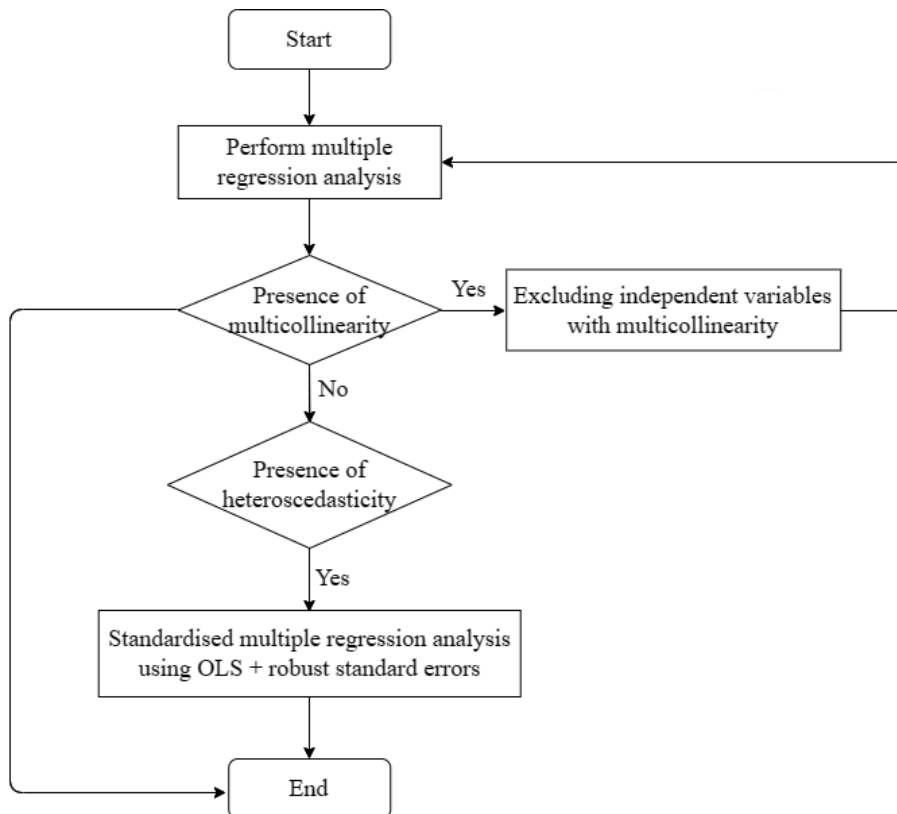 Start
Perform multiple
regression analysis
Presence of
multicollinearity
Yes
Excluding independent variables
with multicollinearity
No
Presence of
heteroscedasticity
Yes
Standardised multiple regression analysis
using OLS + robust standard errors
End